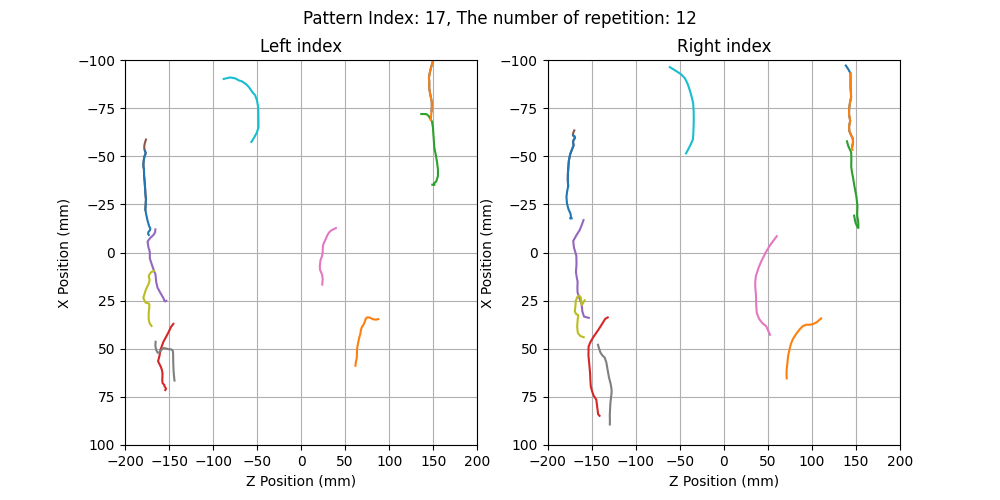 Pattern Index: 17, The number of repetition: 12
Left index
Right index
−100
−75
−50
−25
0
25
50
75
100
X Position (mm)
−200 −150 −100 −50 0 50 100 150 200
Z Position (mm)
−100
−75
−50
−25
0
25
50
75
100
X Position (mm)
−200 −150 −100 −50 0 50 100 150 200
Z Position (mm)